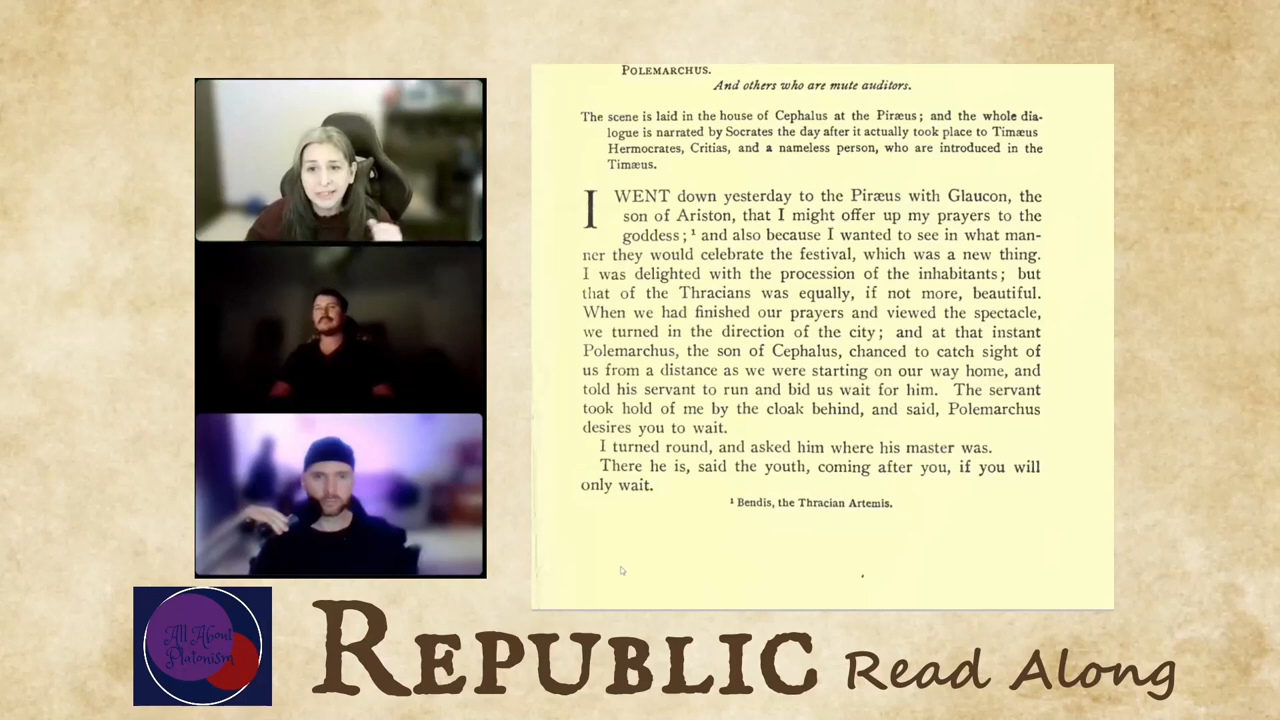 POLEMARCHUS.
And others who are mute auditors.
The scene is laid in the house of Cephalus at the Piræus; and the whole dia-
logue is narrated by Socrates the day after it actually took place to Timæus
Hermocrates, Critias, and a nameless person, who are introduced in the
Timæus.
I WENT down yesterday to the Piræus with Glaucon, the
son of Ariston, that I might offer up my prayers to the
goddess;¹ and also because I wanted to see in what man-
ner they would celebrate the festival, which was a new thing.
I was delighted with the procession of the inhabitants; but
that of the Thracians was equally, if not more, beautiful.
When we had finished our prayers and viewed the spectacle,
we turned in the direction of the city; and at that instant
Polemarchus, the son of Cephalus, chanced to catch sight of
us from a distance as we were starting on our way home, and
told his servant to run and bid us wait for him. The servant
took hold of me by the cloak behind, and said, Polemarchus
desires you to wait.
I turned round, and asked him where his master was.
There he is, said the youth, coming after you, if you will
only wait.
¹ Bendis, the Thracian Artemis.
All About
Platonism
REPUBLIC Read Along